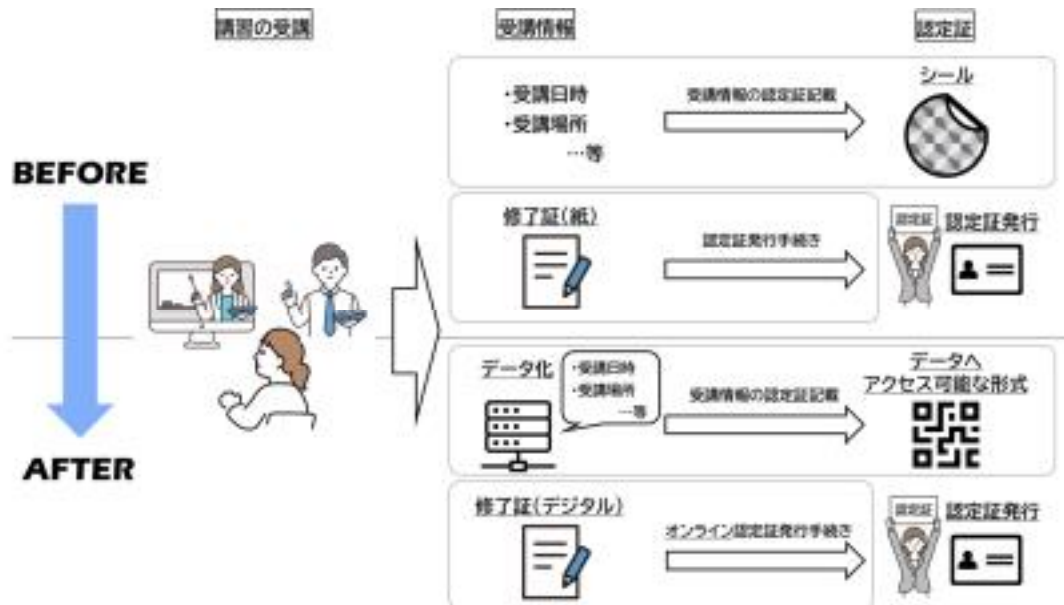 講習の受講
受講情報
認定証
BEFORE
AFTER
・受講日時
・受講場所
…等
受講情報の認定証記載
シール
修了証(紙)
認定証発行手続き
認定証
認定証発行
データ化
・受講日時
・受講場所
…等
受講情報の認定証記載
データへ
アクセス可能な形式
修了証(デジタル)
オンライン認定証発行手続き
認定証
認定証発行